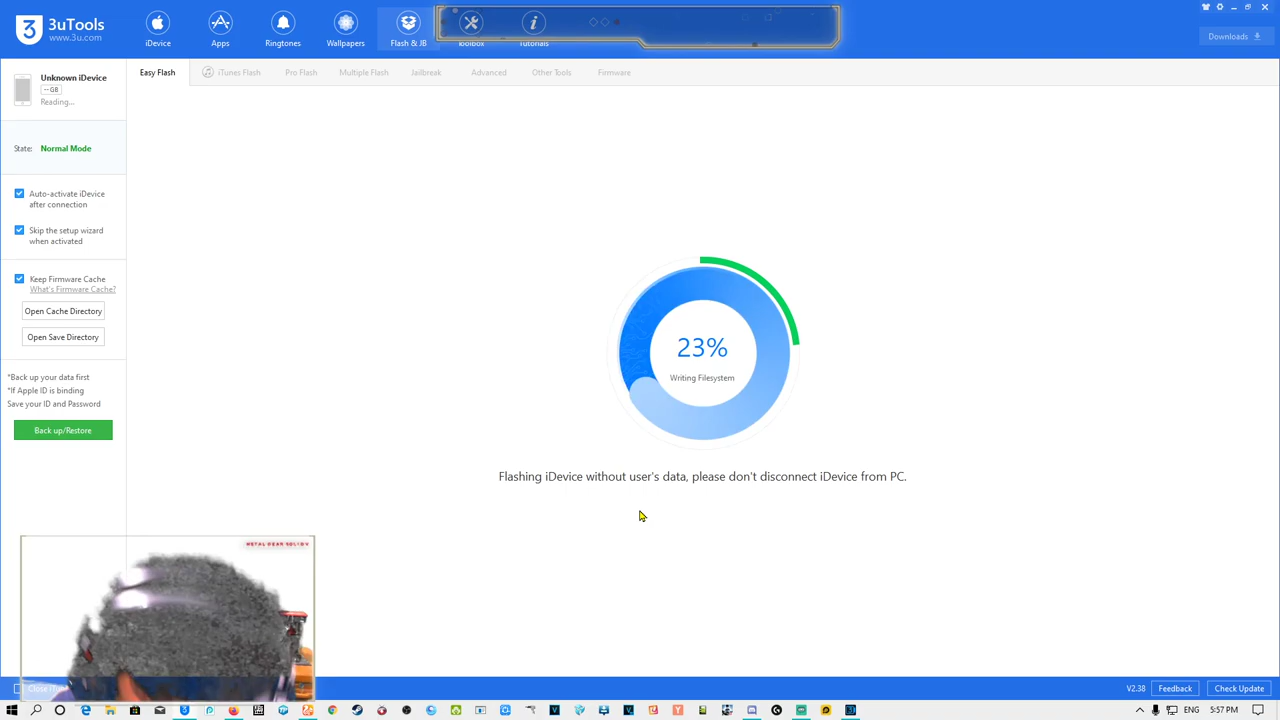 3uTools
www.3u.com
iDevice
Apps
Ringtones
Wallpapers
Flash & JB
Toolbox
Tutorials
Downloads
Unknown iDevice
-- GB
Reading...
Easy Flash
iTunes Flash
Pro Flash
Multiple Flash
Jailbreak
Advanced
Other Tools
Firmware
State: Normal Mode
Auto-activate iDevice
after connection
Skip the setup wizard
when activated
Keep Firmware Cache
What's Firmware Cache?
Open Cache Directory
Open Save Directory
*Back up your data first
*If Apple ID is binding
Save your ID and Password
Back up/Restore
23%
Writing Filesystem
Flashing iDevice without user's data, please don't disconnect iDevice from PC.
METAL GEAR SOLID V
Close
V2.38
Feedback
Check Update
ENG
5:57 PM